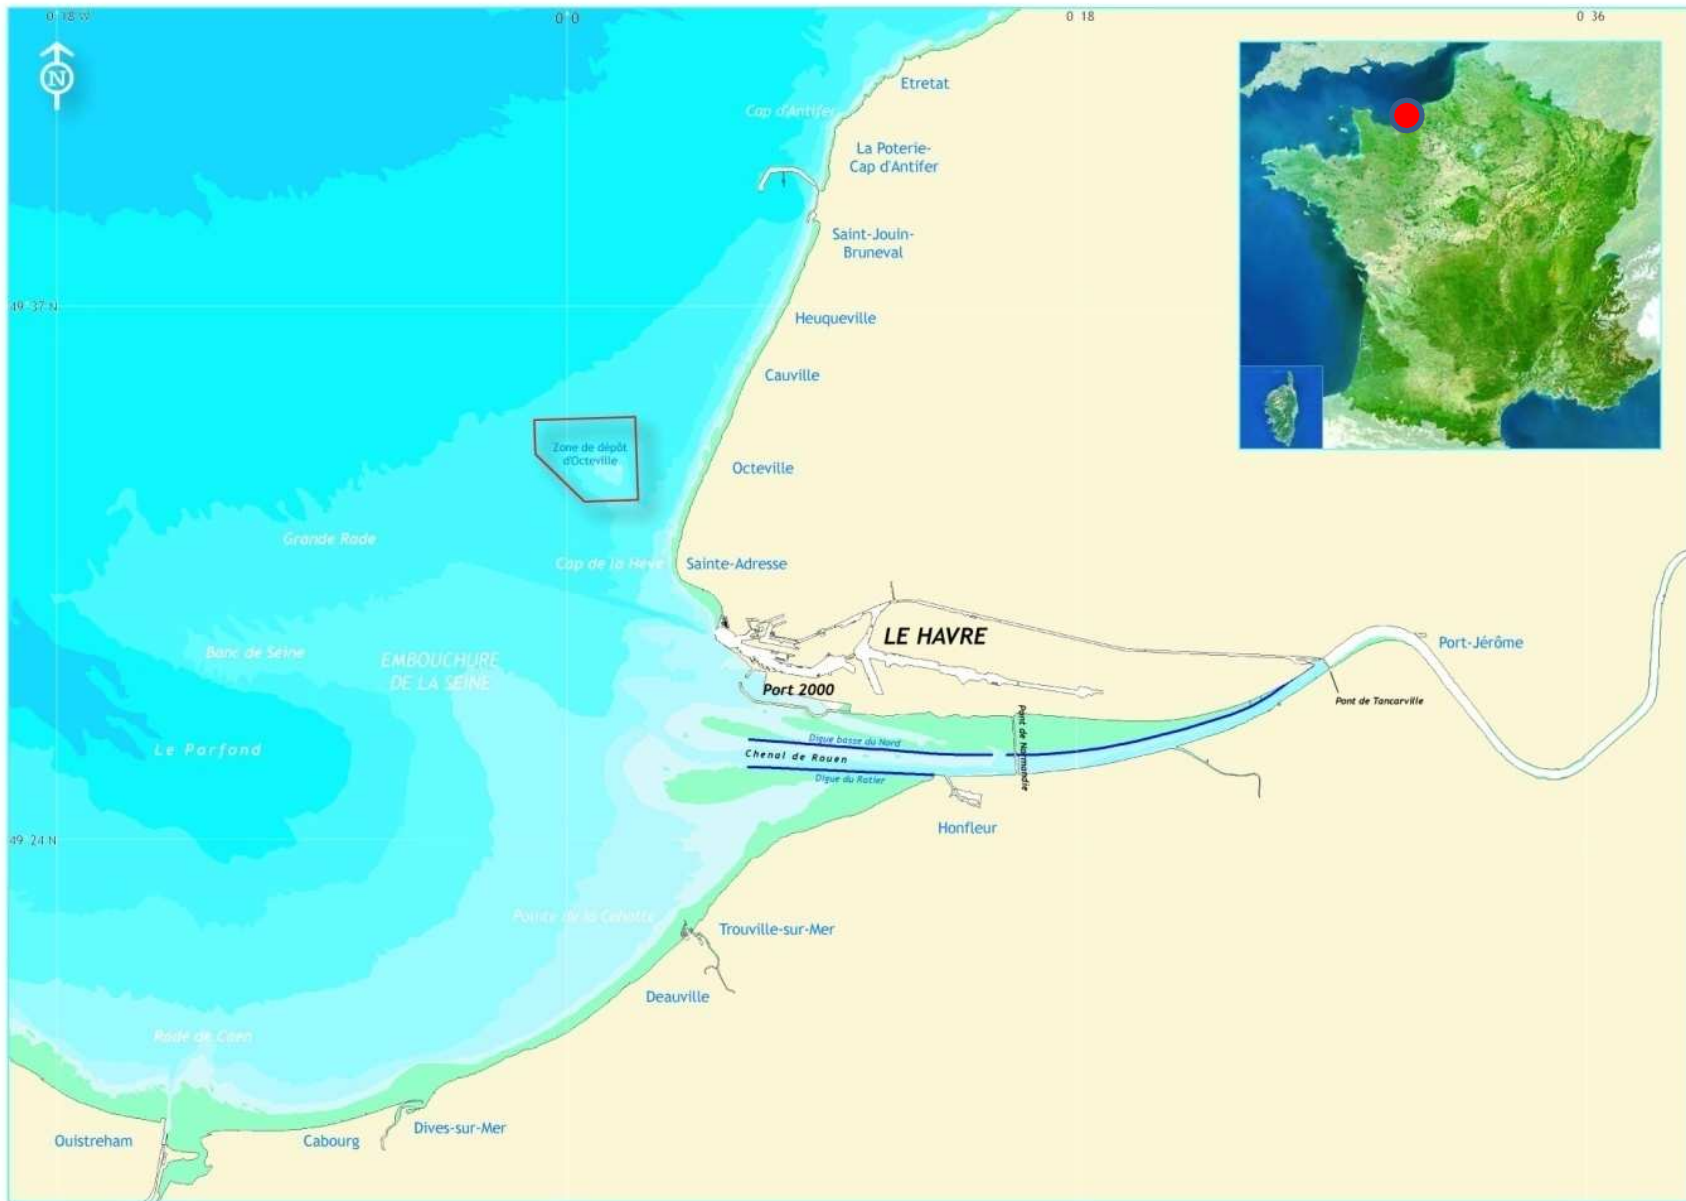 0 18 W
0 0
0 18
0 36
N
Etretat
Cap d'Antifer
La Poterie-
Cap d'Antifer
Saint-Jouin-
Bruneval
49 37 N
Heuqueville
Cauville
Zone de dépôt
d'Octeville
Octeville
Grande Rade
Cap de la Hève
Sainte-Adresse
LE HAVRE
Port-Jérôme
Banc de Seine
EMBOUCHURE
DE LA SEINE
Port 2000
Pont de Tancarville
Pont de Normandie
Le Parfond
Digue basse du Nord
Chenal de Rouen
Digue du Ratier
Honfleur
49 24 N
Pointe de la Cahotte
Trouville-sur-Mer
Deauville
Rade de Caen
Ouistreham
Cabourg
Dives-sur-Mer